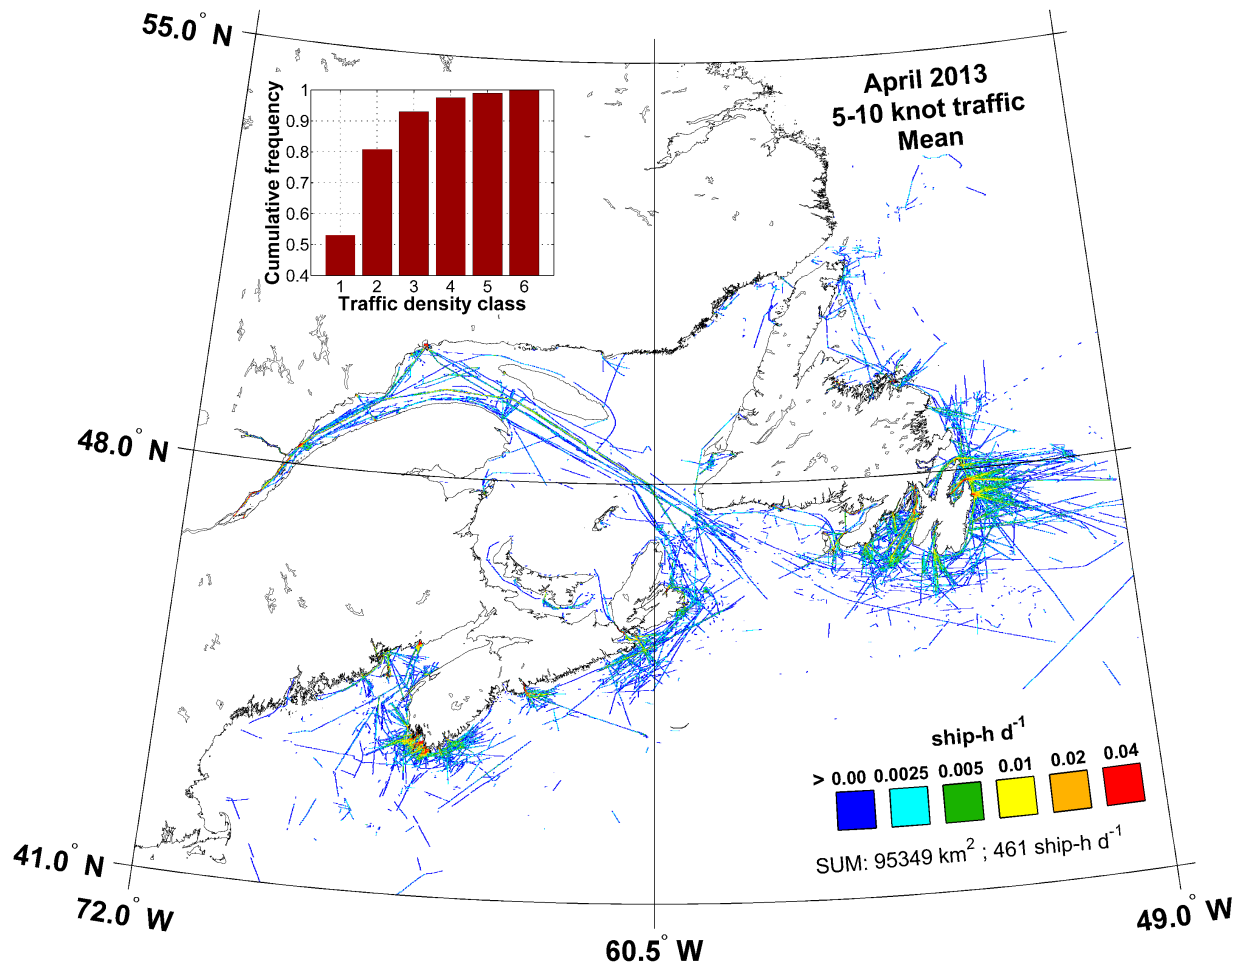 55.0° N
April 2013
5-10 knot traffic
Mean
Cumulative frequency
1
0.9
0.8
0.7
0.6
0.5
0.4
1 2 3 4 5 6
Traffic density class
48.0° N
ship-h d-1
> 0.00 0.0025 0.005 0.01 0.02 0.04
SUM: 95349 km2 ; 461 ship-h d-1
41.0° N
72.0° W
60.5° W
49.0° W